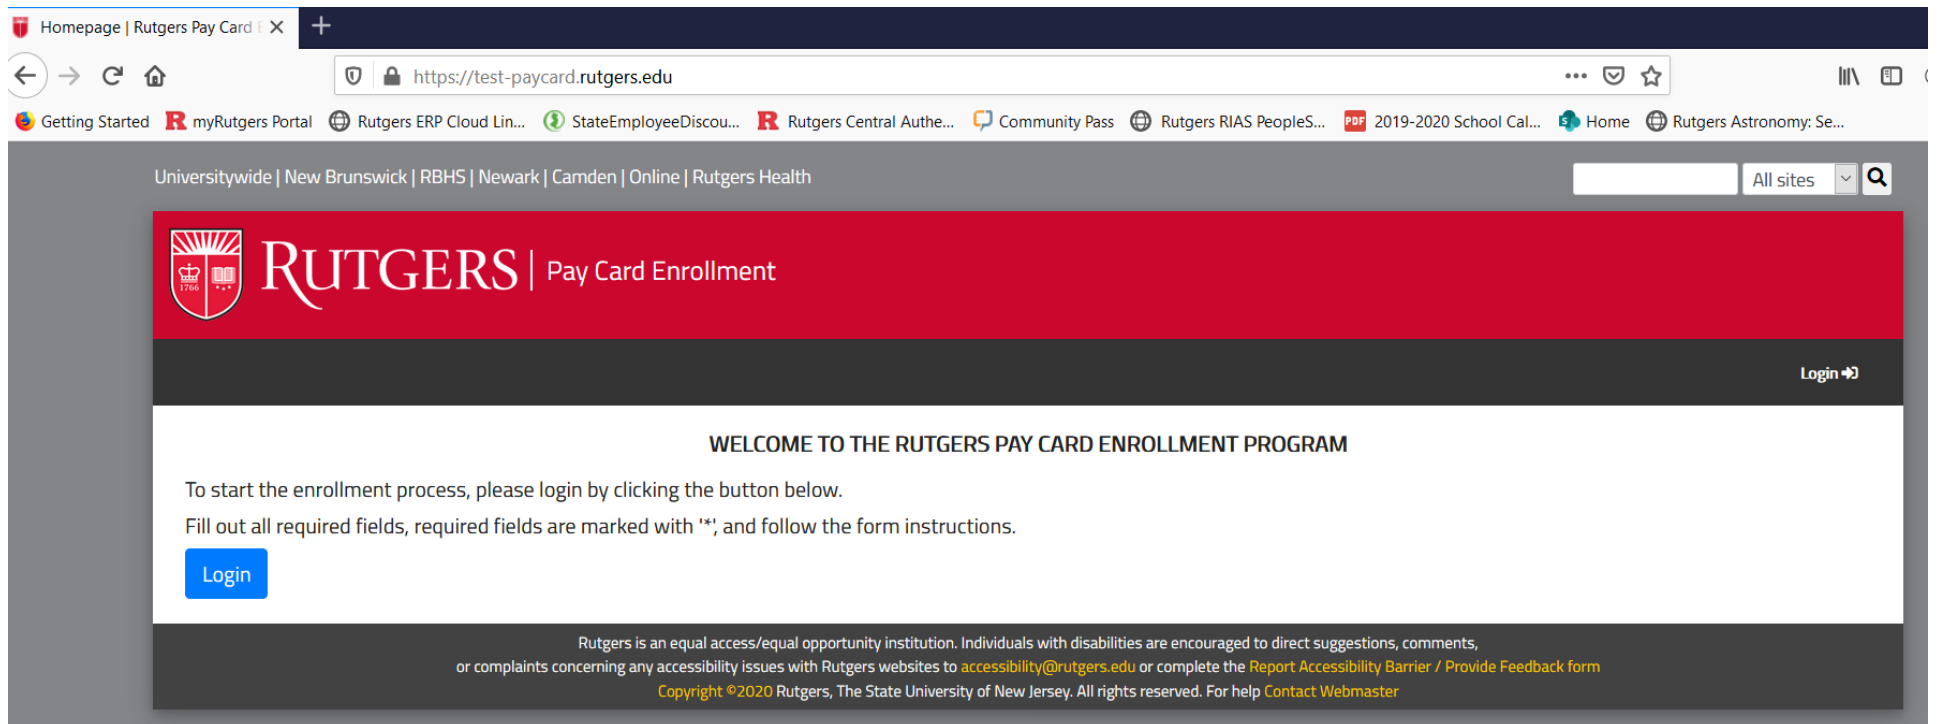 Homepage | Rutgers Pay Card E
https://test-paycard.rutgers.edu
Getting Started myRutgers Portal Rutgers ERP Cloud Lin... StateEmployeeDiscou... Rutgers Central Authe... Community Pass Rutgers RIAS PeopleS... PDF 2019-2020 School Cal... Home Rutgers Astronomy: Se...
Universitywide | New Brunswick | RBHS | Newark | Camden | Online | Rutgers Health All sites
1766 RUTGERS | Pay Card Enrollment
Login
WELCOME TO THE RUTGERS PAY CARD ENROLLMENT PROGRAM
To start the enrollment process, please login by clicking the button below.
Fill out all required fields, required fields are marked with '*', and follow the form instructions.
Login
Rutgers is an equal access/equal opportunity institution. Individuals with disabilities are encouraged to direct suggestions, comments,
or complaints concerning any accessibility issues with Rutgers websites to accessibility@rutgers.edu or complete the Report Accessibility Barrier / Provide Feedback form
Copyright ©2020 Rutgers, The State University of New Jersey. All rights reserved. For help Contact Webmaster